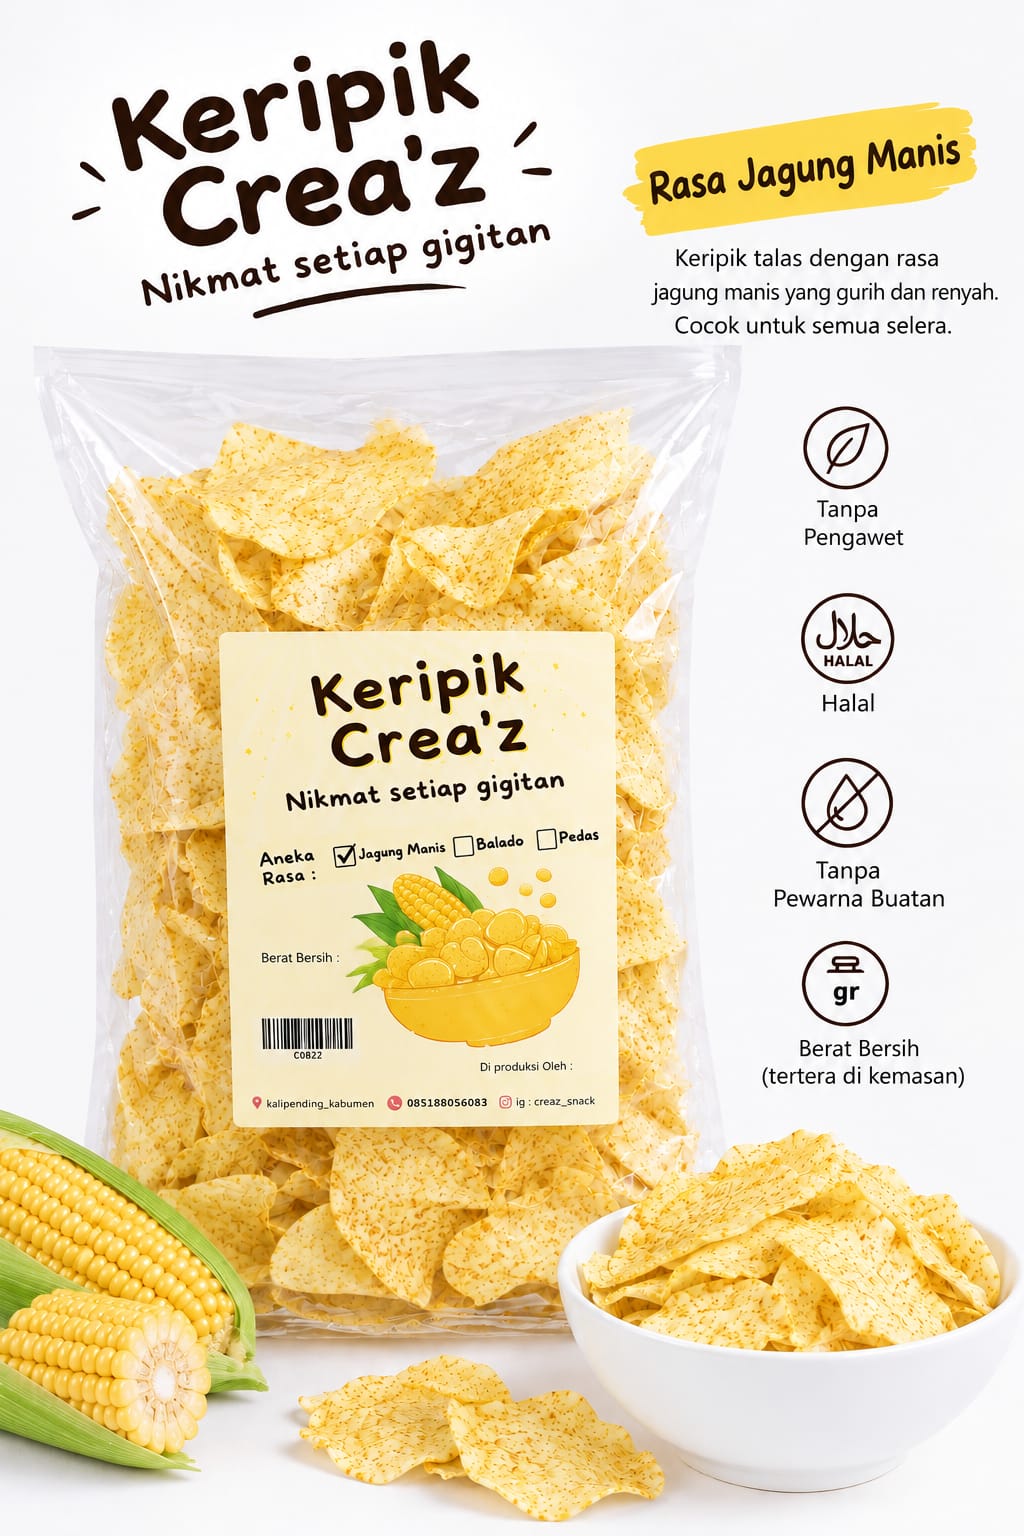 Keripik
Crea'z
Nikmat setiap gigitan
Rasa Jagung Manis
Keripik talas dengan rasa
jagung manis yang gurih dan renyah.
Cocok untuk semua selera.
Tanpa
Pengawet
حلال
HALAL
Halal
Tanpa
Pewarna Buatan
gr
Berat Bersih
(tertera di kemasan)
Keripik
Crea'z
Nikmat setiap gigitan
Aneka
Rasa :
Jagung Manis
Balado
Pedas
Berat Bersih :
C0822
Di produksi Oleh :
kalipending_kabumen
085188056083
ig : creaz_snack